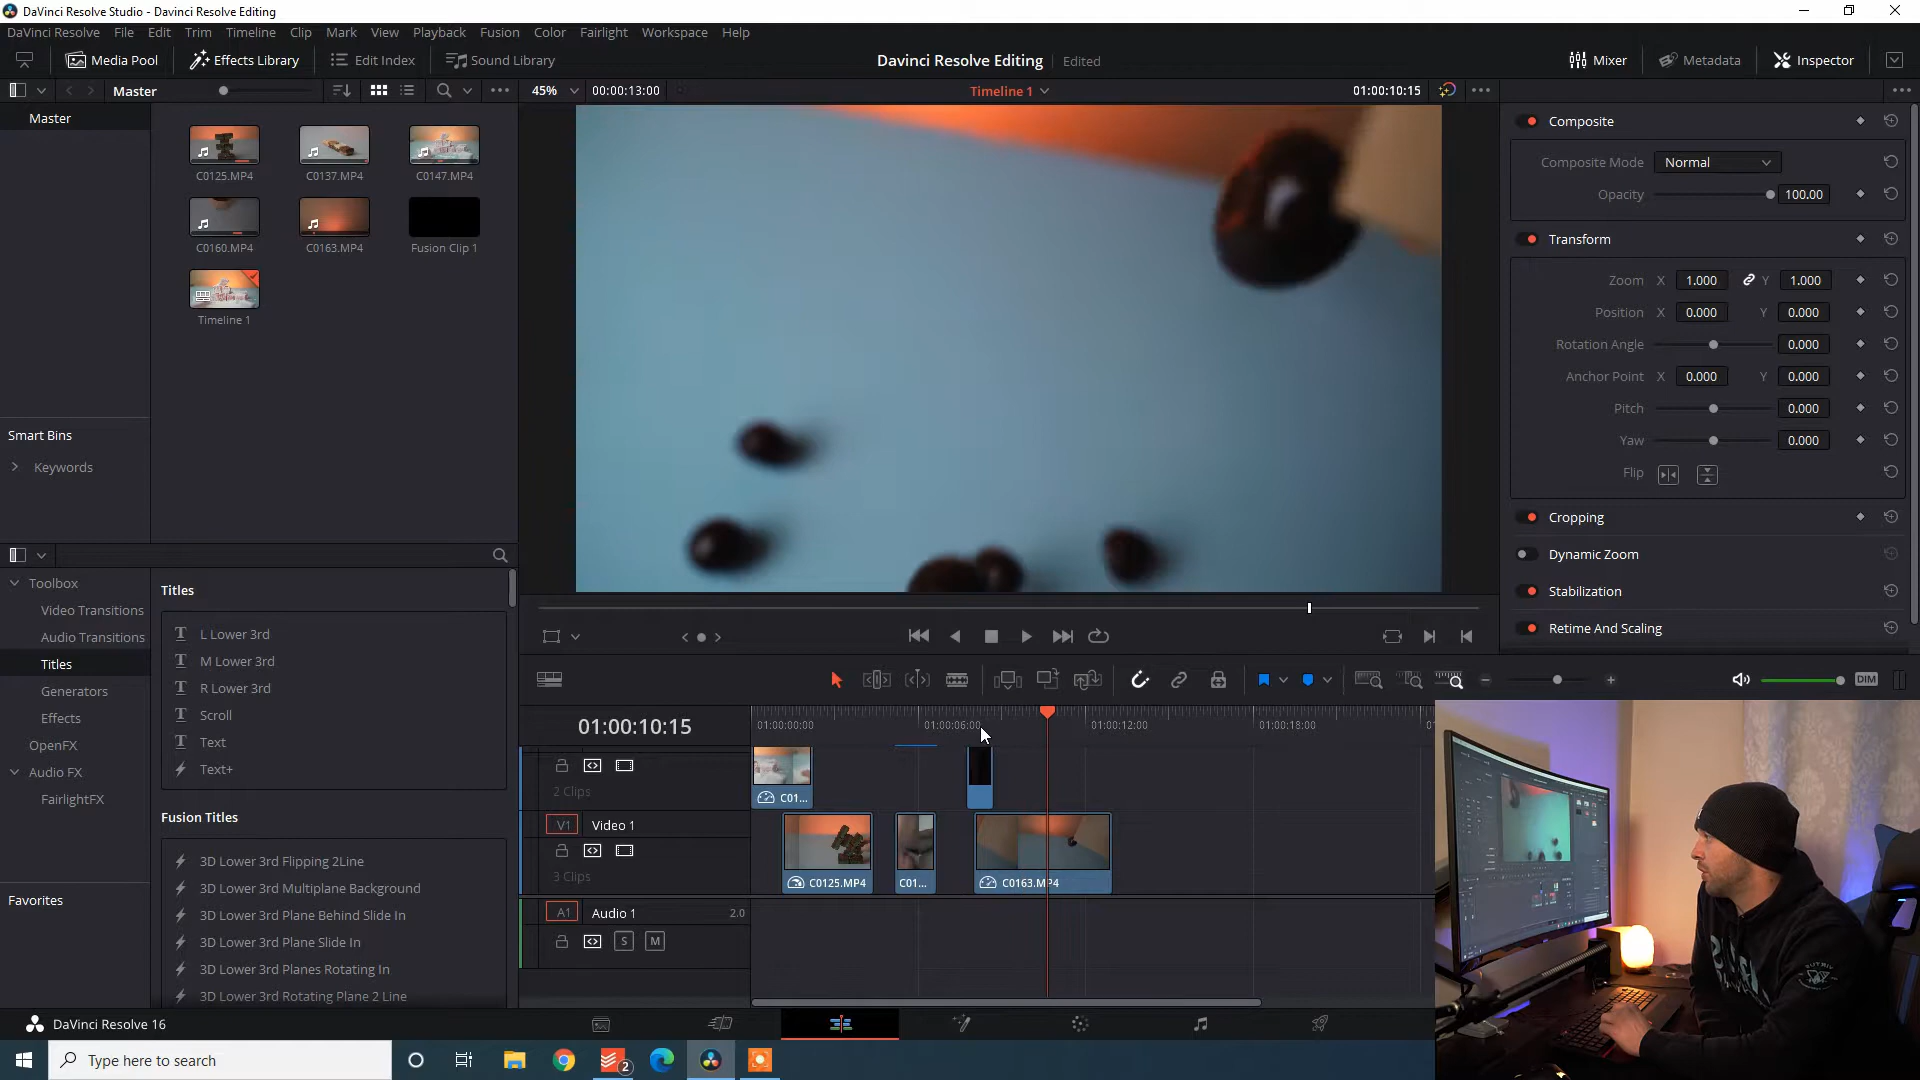 DaVinci Resolve Studio - Davinci Resolve Editing
DaVinci Resolve File Edit Trim Timeline Clip Mark View Playback Fusion Color Fairlight Workspace Help
Media Pool Effects Library Edit Index Sound Library Davinci Resolve Editing Edited Mixer Metadata Inspector
Master 45% 00:00:13:00 Timeline 1 01:00:10:15
Master
C0125.MP4 C0137.MP4 C0147.MP4
C0160.MP4 C0163.MP4 Fusion Clip 1
Timeline 1
Smart Bins
Keywords
Composite
Composite Mode Normal
Opacity 100.00
Transform
Zoom X 1.000 Y 1.000
Position X 0.000 Y 0.000
Rotation Angle 0.000
Anchor Point X 0.000 Y 0.000
Pitch 0.000
Yaw 0.000
Flip
Cropping
Dynamic Zoom
Stabilization
Retime And Scaling
Toolbox
Video Transitions
Audio Transitions
Titles
Generators
Effects
OpenFX
Audio FX
FairlightFX
Favorites
Titles
L Lower 3rd
M Lower 3rd
R Lower 3rd
Scroll
Text
Text+
Fusion Titles
3D Lower 3rd Flipping 2Line
3D Lower 3rd Multiplane Background
3D Lower 3rd Plane Behind Slide In
3D Lower 3rd Plane Slide In
3D Lower 3rd Planes Rotating In
3D Lower 3rd Rotating Plane 2 Line
DIM
01:00:10:15 01:00:00:00 01:00:06:00 01:00:12:00 01:00:18:00
2 Clips C01...
V1 Video 1
3 Clips C0125.MP4 C01... C0163.MP4
A1 Audio 1 2.0
S M
DaVinci Resolve 16
Type here to search
2